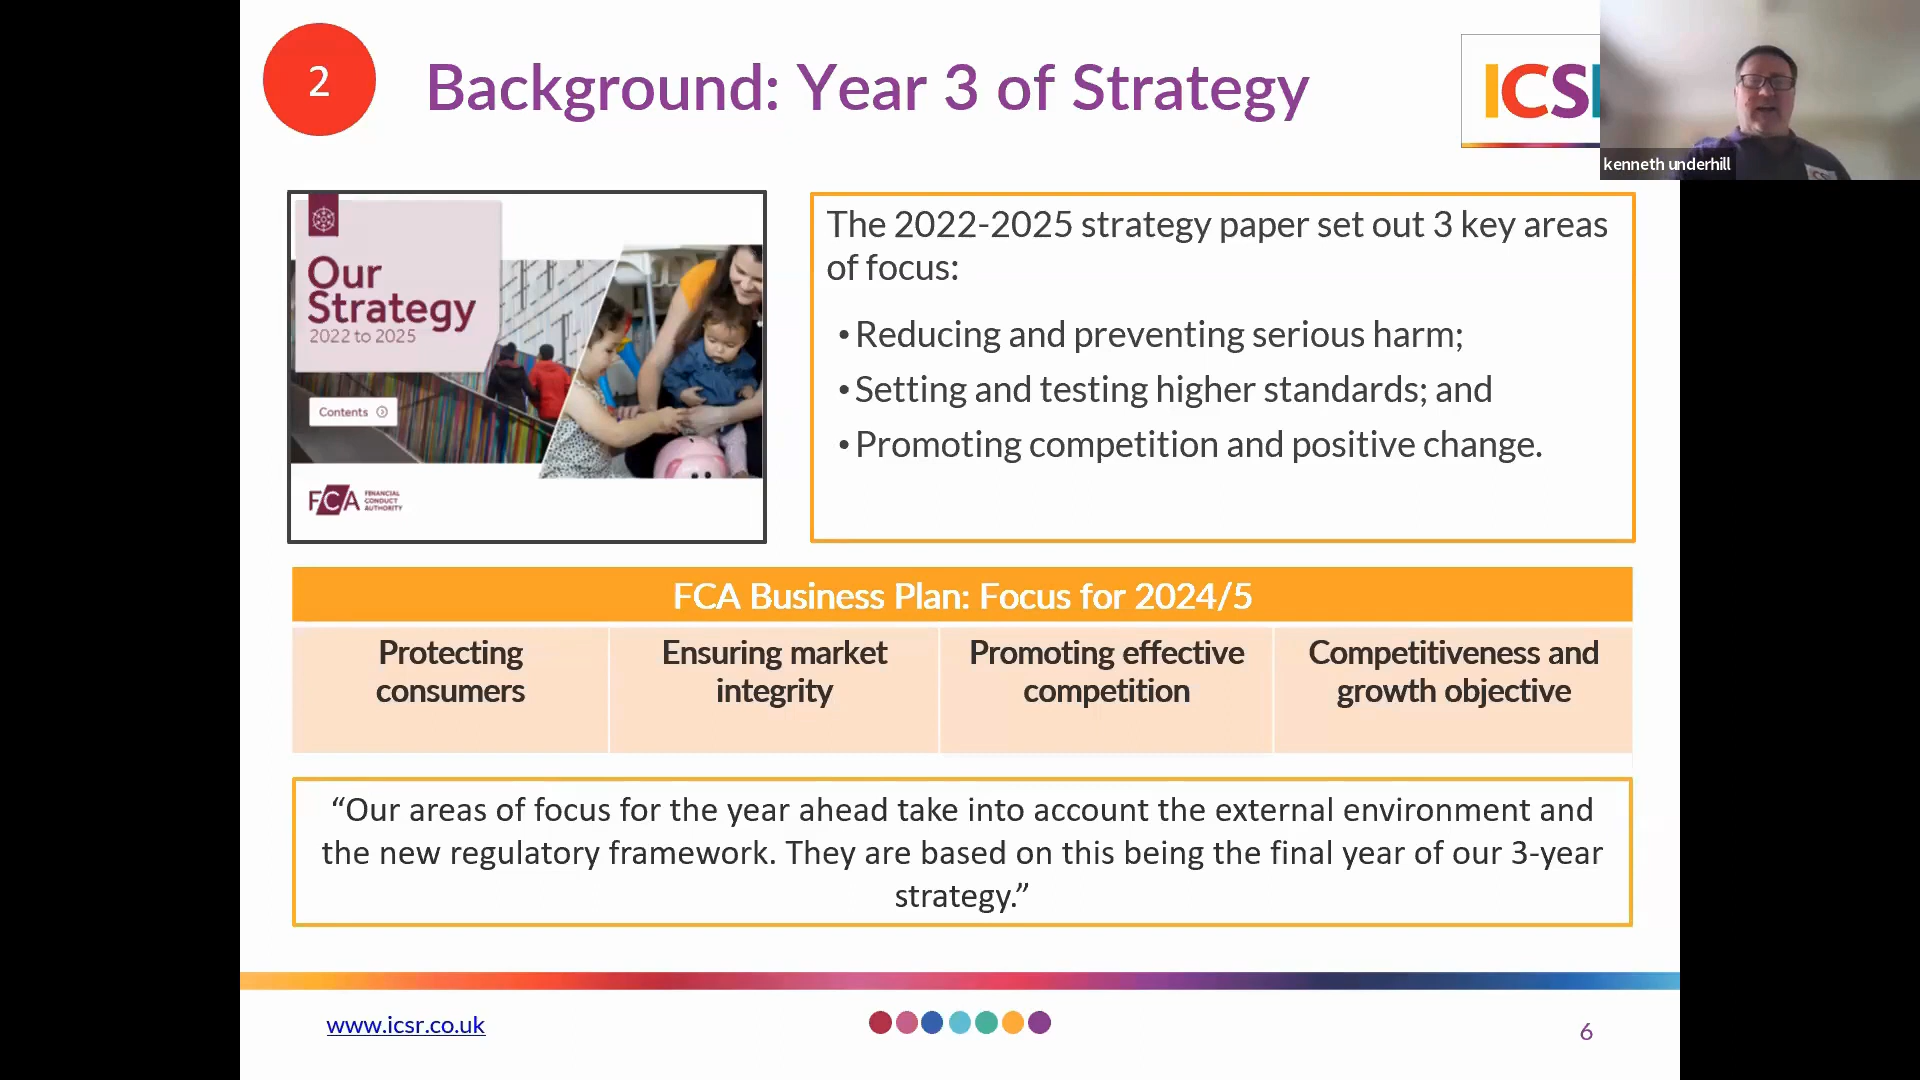 2
Background: Year 3 of Strategy
ICS
kenneth underhill
Our
Strategy
2022 to 2025
Contents
FCA
FINANCIAL
CONDUCT
AUTHORITY
The 2022-2025 strategy paper set out 3 key areas
of focus:
• Reducing and preventing serious harm;
• Setting and testing higher standards; and
• Promoting competition and positive change.
FCA Business Plan: Focus for 2024/5
Protecting
consumers
Ensuring market
integrity
Promoting effective
competition
Competitiveness and
growth objective
“Our areas of focus for the year ahead take into account the external environment and
the new regulatory framework. They are based on this being the final year of our 3-year
strategy.”
www.icsr.co.uk
6